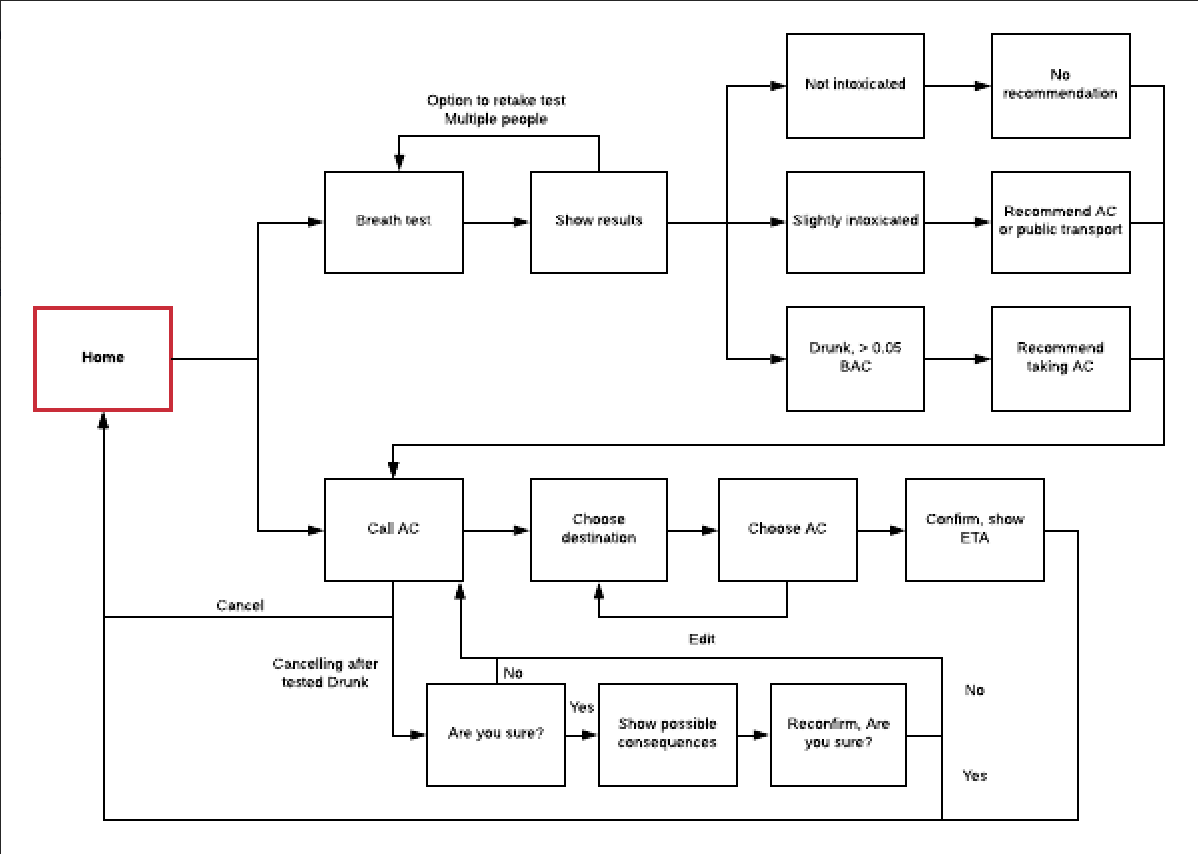 Not intoxicated
No
recommendation
Option to retake test
Multiple people
Breath test
Show results
Slightly intoxicated
Recommend AC
or public transport
Home
Drunk, > 0.05
BAC
Recommend
taking AC
Call AC
Choose
destination
Choose AC
Confirm, show
ETA
Cancel
Edit
Cancelling after
tested Drunk
No
Yes
Are you sure?
Show possible
consequences
Reconfirm, Are
you sure?
No
Yes